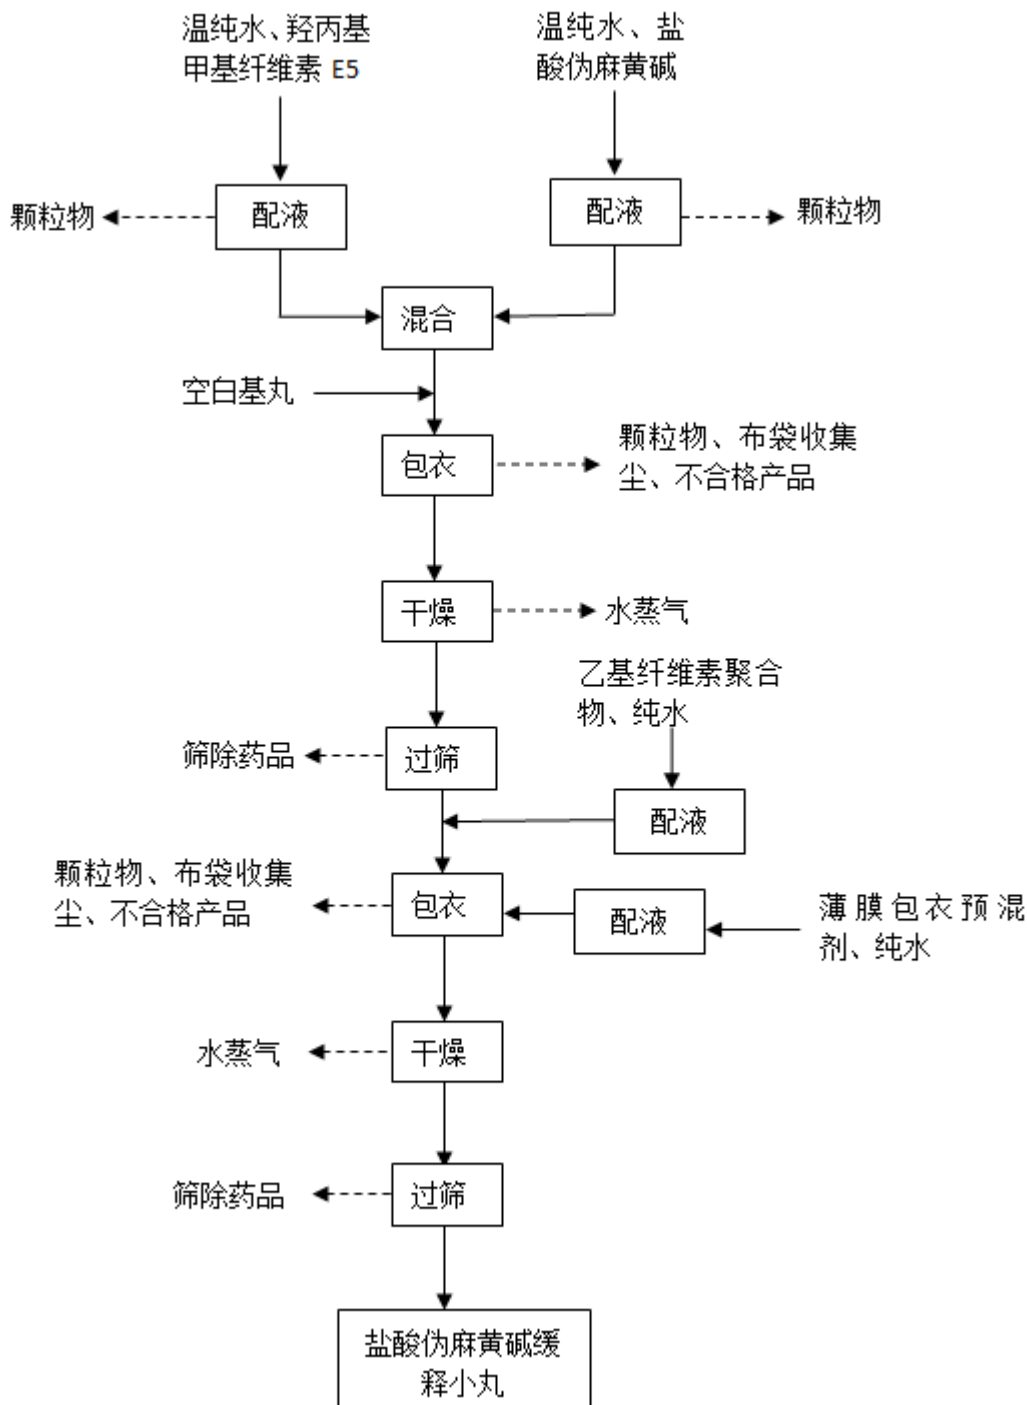 温纯水、羟丙基
甲基纤维素 E5
温纯水、盐
酸伪麻黄碱
颗粒物
配液
配液
颗粒物
混合
空白基丸
包衣
颗粒物、布袋收集
尘、不合格产品
干燥
水蒸气
乙基纤维素聚合
物、纯水
筛除药品
过筛
配液
颗粒物、布袋收集
尘、不合格产品
包衣
配液
薄膜包衣预混
剂、纯水
水蒸气
干燥
筛除药品
过筛
盐酸伪麻黄碱缓
释小丸